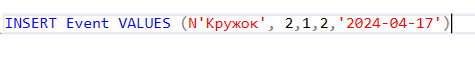 INSERT Event VALUES (N'Кружок', 2,1,2,'2024-04-17')